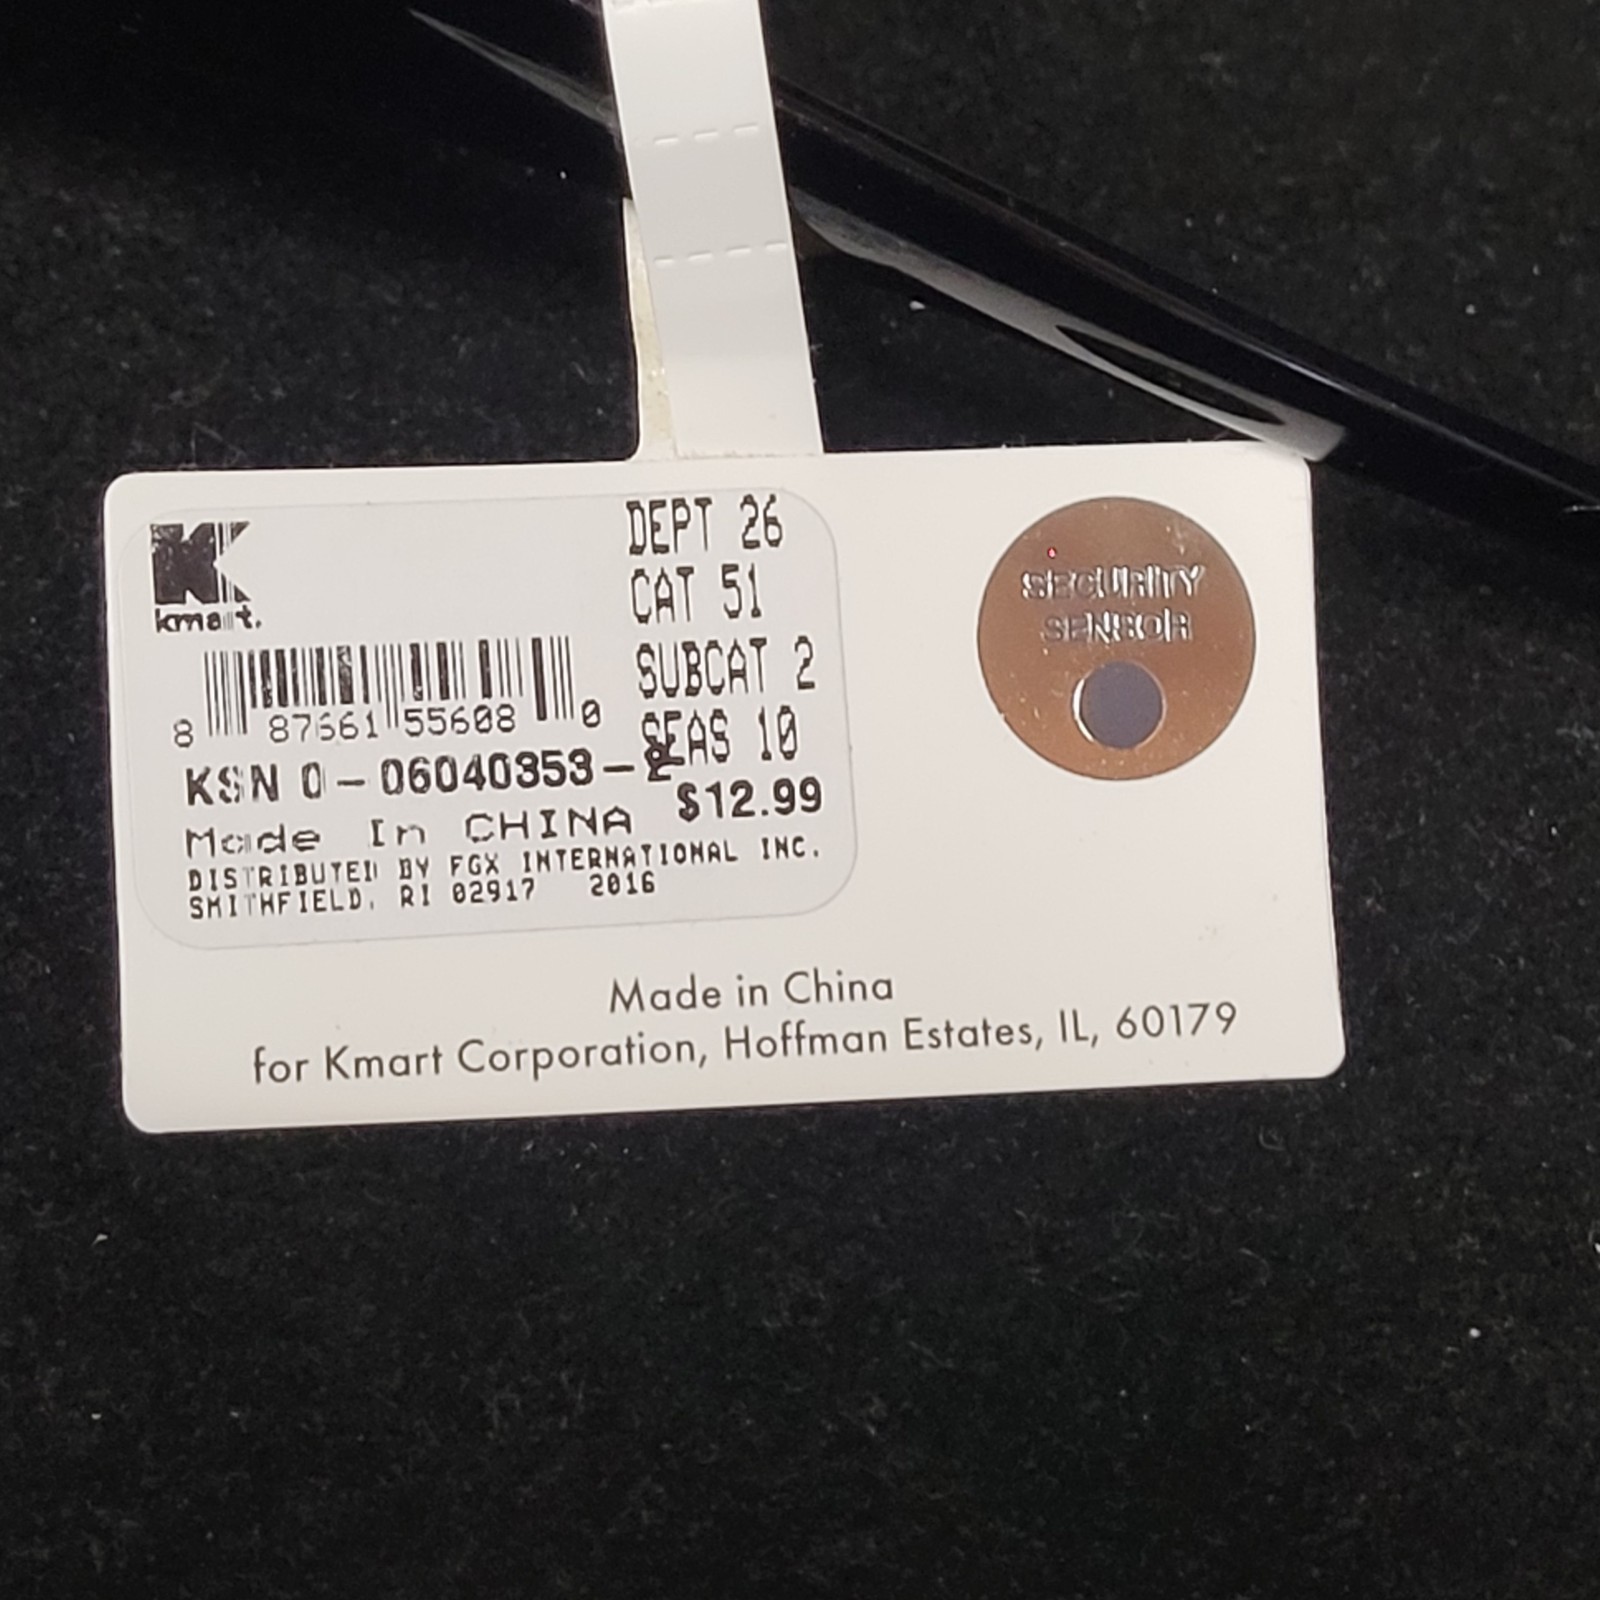 kmart.
DEPT 26
CAT 51
SUBCAT 2
SEAS 10
8 87661 55608 0
KSN 0-06040353-2
$12.99
Made In CHINA
DISTRIBUTED BY FGX INTERNATIONAL INC.
SMITHFIELD, RI 02917 2016
SECURITY
SENSOR
Made in China
for Kmart Corporation, Hoffman Estates, IL, 60179